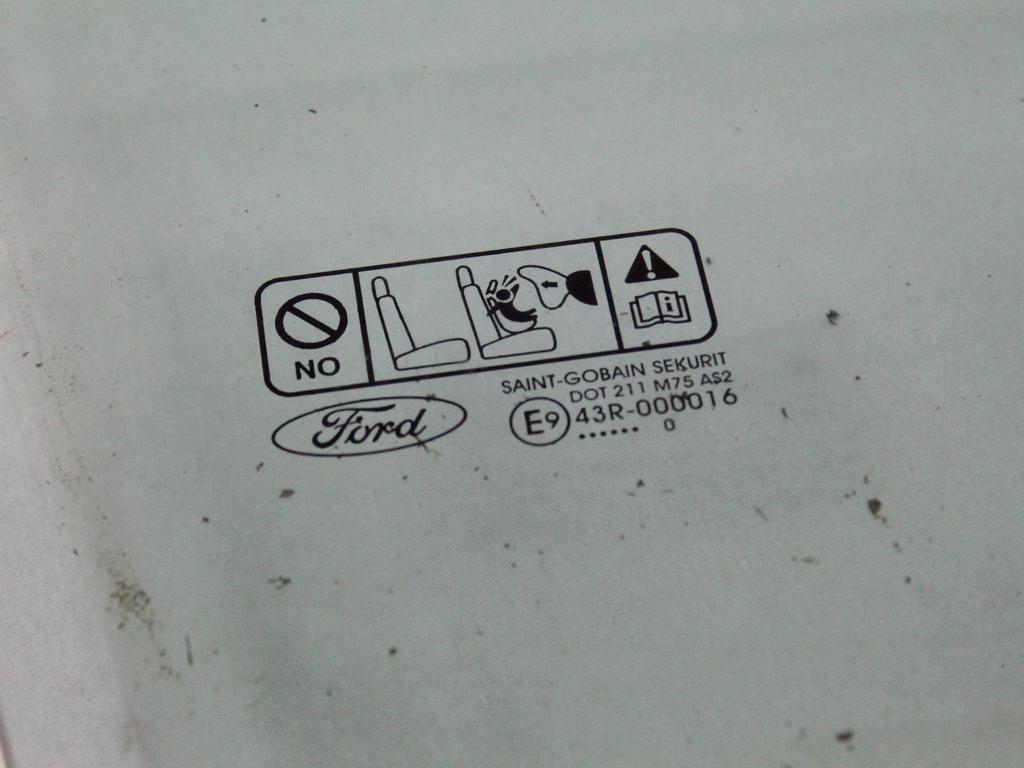 NO
Ford
SAINT-GOBAIN SEKURIT
DOT 211 M75 AS2
E9 43R-000016
...... 0